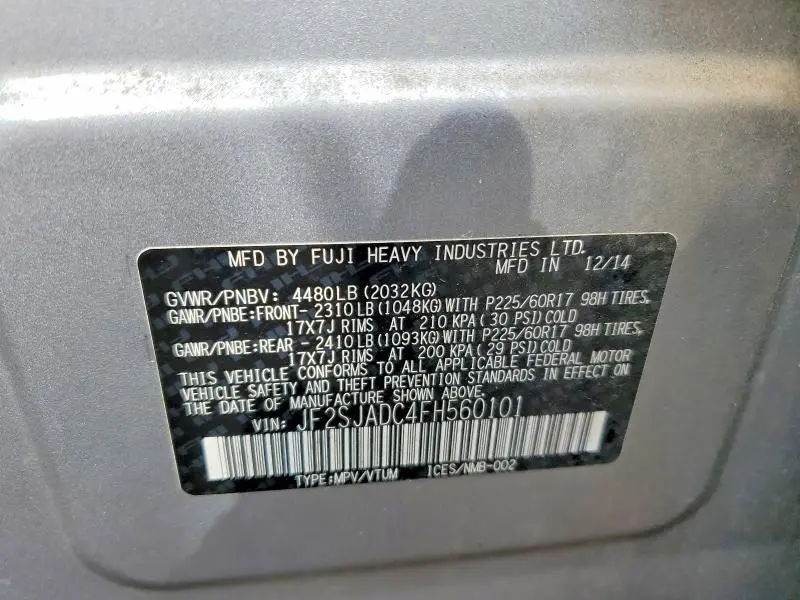 MFD BY FUJI HEAVY INDUSTRIES LTD.
MFD IN 12/14
GVWR/PNBV: 4480LB(2032KG)
GAWR/PNBE:FRONT- 2310LB(1048KG)WITH P225/60R17 98H TIRES,
17X7J RIMS AT 210 KPA( 30 PSI)COLD
GAWR/PNBE:REAR - 2410LB(1093KG)WITH P225/60R17 98H TIRES,
17X7J RIMS AT 200 KPA( 29 PSI)COLD
THIS VEHICLE CONFORMS TO ALL APPLICABLE FEDERAL MOTOR
VEHICLE SAFETY AND THEFT PREVENTION STANDARDS IN EFFECT ON
THE DATE OF MANUFACTURE SHOWN ABOVE.
VIN: JF2SJADC4FH560101
TYPE:MPV/VTUM ICES/NMB-002